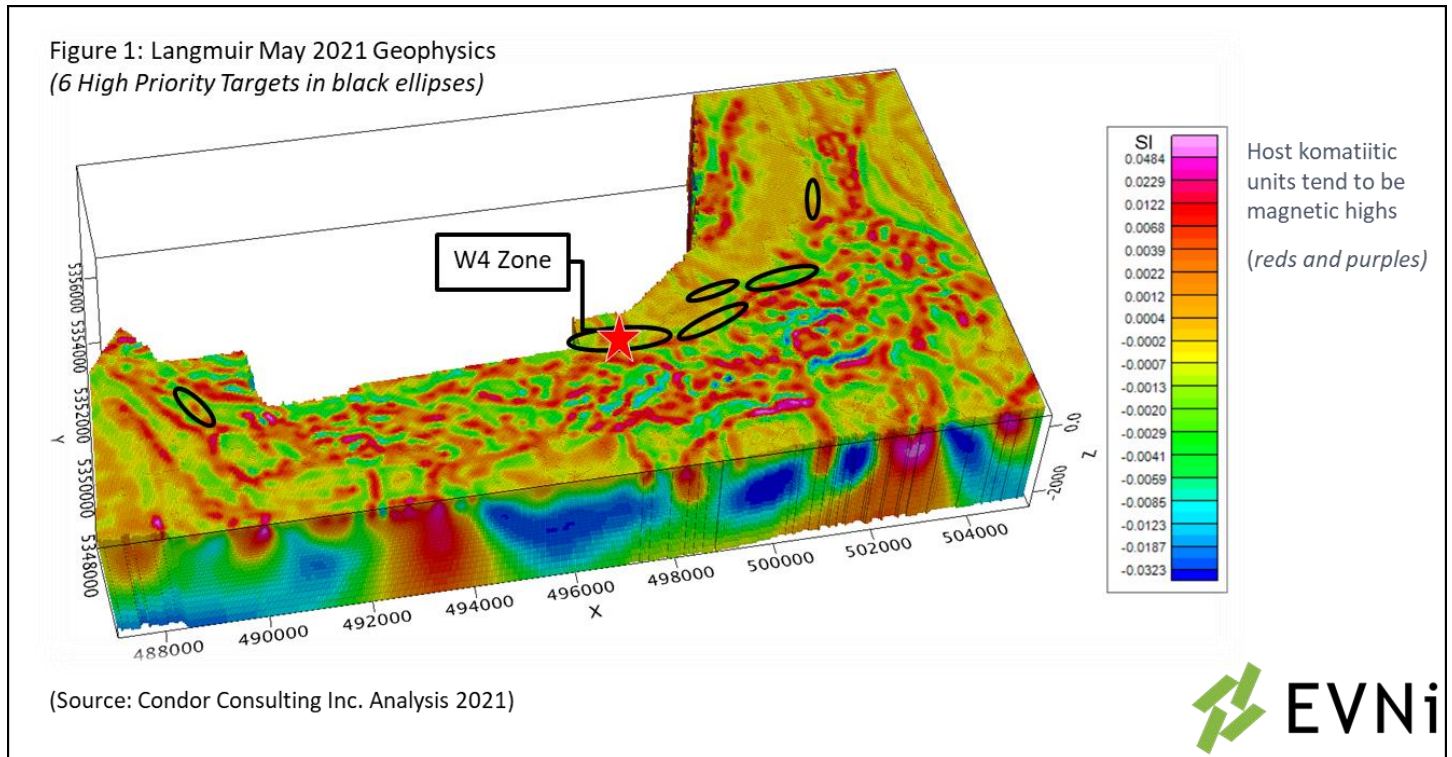 Figure 1: Langmuir May 2021 Geophysics
(6 High Priority Targets in black ellipses)
W4 Zone
SI
0.0484
0.0229
0.0122
0.0068
0.0039
0.0022
0.0012
0.0004
-0.0002
-0.0007
-0.0013
-0.0020
-0.0029
-0.0041
-0.0059
-0.0085
-0.0123
-0.0187
-0.0323
Host komatiitic
units tend to be
magnetic highs
(reds and purples)
5356000
5354000
5352000
5350000
5348000
Y
0.0
-2000
Z
488000
490000
492000
494000
496000
498000
500000
502000
504000
X
(Source: Condor Consulting Inc. Analysis 2021)
EVNi